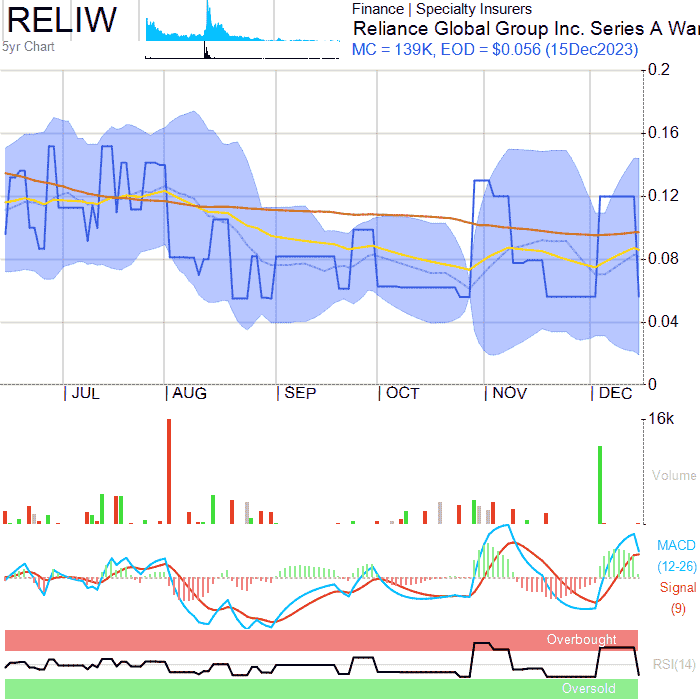 RELIW
5yr Chart
Finance | Specialty Insurers
Reliance Global Group Inc. Series A War
MC = 139K, EOD = $0.056 (15Dec2023)
0.2
0.16
0.12
0.08
0.04
0
JUL
AUG
SEP
OCT
NOV
DEC
16k
Volume
MACD
(12-26)
Signal
(9)
Overbought
RSI(14)
Oversold